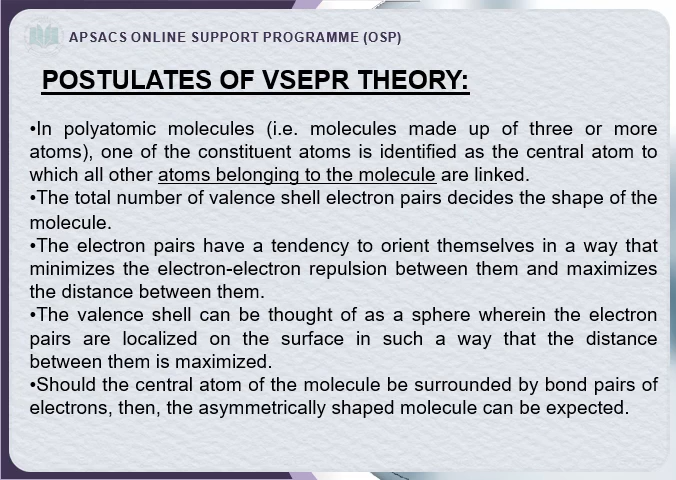 APSACS ONLINE SUPPORT PROGRAMME (OSP)
POSTULATES OF VSEPR THEORY:
•In polyatomic molecules (i.e. molecules made up of three or more
atoms), one of the constituent atoms is identified as the central atom to
which all other atoms belonging to the molecule are linked.
•The total number of valence shell electron pairs decides the shape of the
molecule.
•The electron pairs have a tendency to orient themselves in a way that
minimizes the electron-electron repulsion between them and maximizes
the distance between them.
•The valence shell can be thought of as a sphere wherein the electron
pairs are localized on the surface in such a way that the distance
between them is maximized.
•Should the central atom of the molecule be surrounded by bond pairs of
electrons, then, the asymmetrically shaped molecule can be expected.